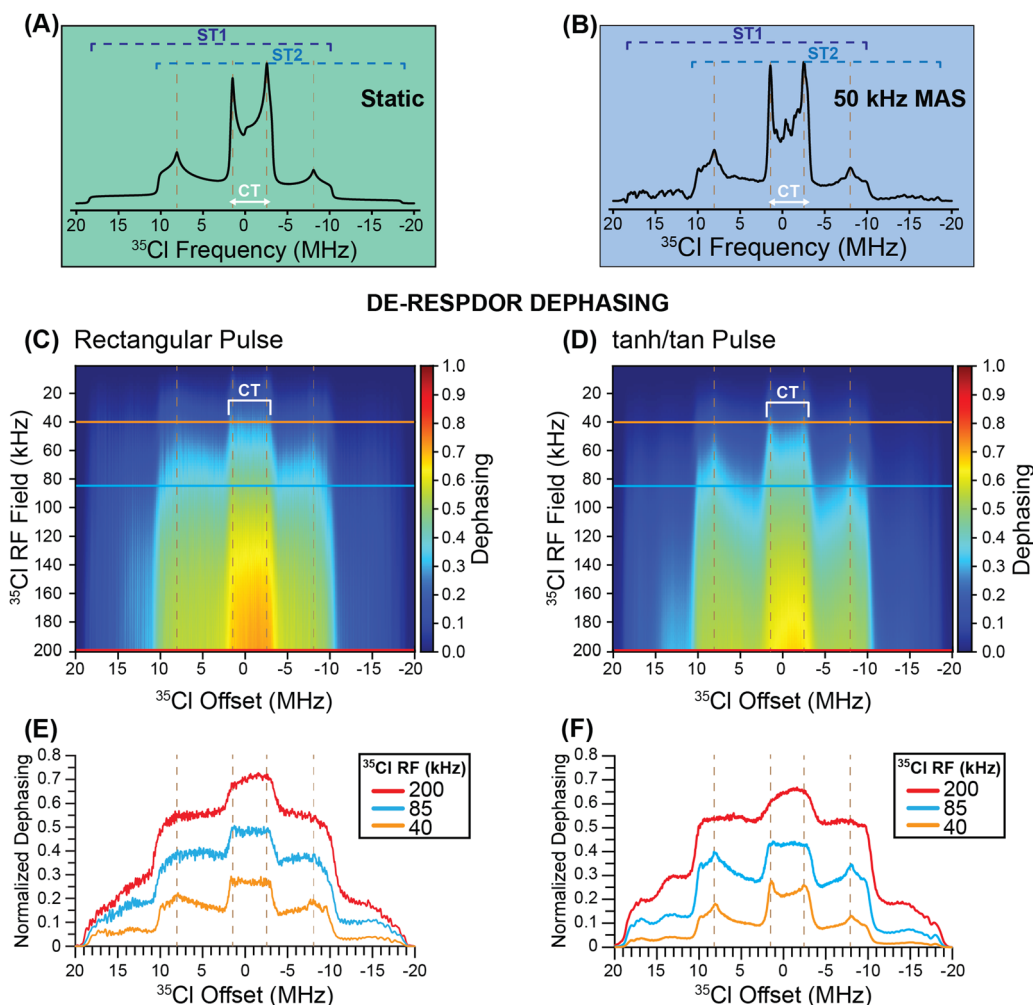 (A)
ST1
ST2
Static
CT
20 15 10 5 0 -5 -10 -15 -20
³⁵Cl Frequency (MHz)
(B)
ST1
ST2
50 kHz MAS
CT
20 15 10 5 0 -5 -10 -15 -20
³⁵Cl Frequency (MHz)
DE-RESPDOR DEPHASING
(C) Rectangular Pulse
CT
³⁵Cl RF Field (kHz)
20
40
60
80
100
120
140
160
180
200
20 15 10 5 0 -5 -10 -15 -20
³⁵Cl Offset (MHz)
1.0
0.9
0.8
0.7
0.6
0.5
0.4
0.3
0.2
0.1
0.0
Dephasing
(D) tanh/tan Pulse
CT
³⁵Cl RF Field (kHz)
20
40
60
80
100
120
140
160
180
200
20 15 10 5 0 -5 -10 -15 -20
³⁵Cl Offset (MHz)
1.0
0.9
0.8
0.7
0.6
0.5
0.4
0.3
0.2
0.1
0.0
Dephasing
(E)
Normalized Dephasing
0.8
0.7
0.6
0.5
0.4
0.3
0.2
0.1
0
³⁵Cl RF (kHz)
200
85
40
20 15 10 5 0 -5 -10 -15 -20
³⁵Cl Offset (MHz)
(F)
Normalized Dephasing
0.8
0.7
0.6
0.5
0.4
0.3
0.2
0.1
0
³⁵Cl RF (kHz)
200
85
40
20 15 10 5 0 -5 -10 -15 -20
³⁵Cl Offset (MHz)